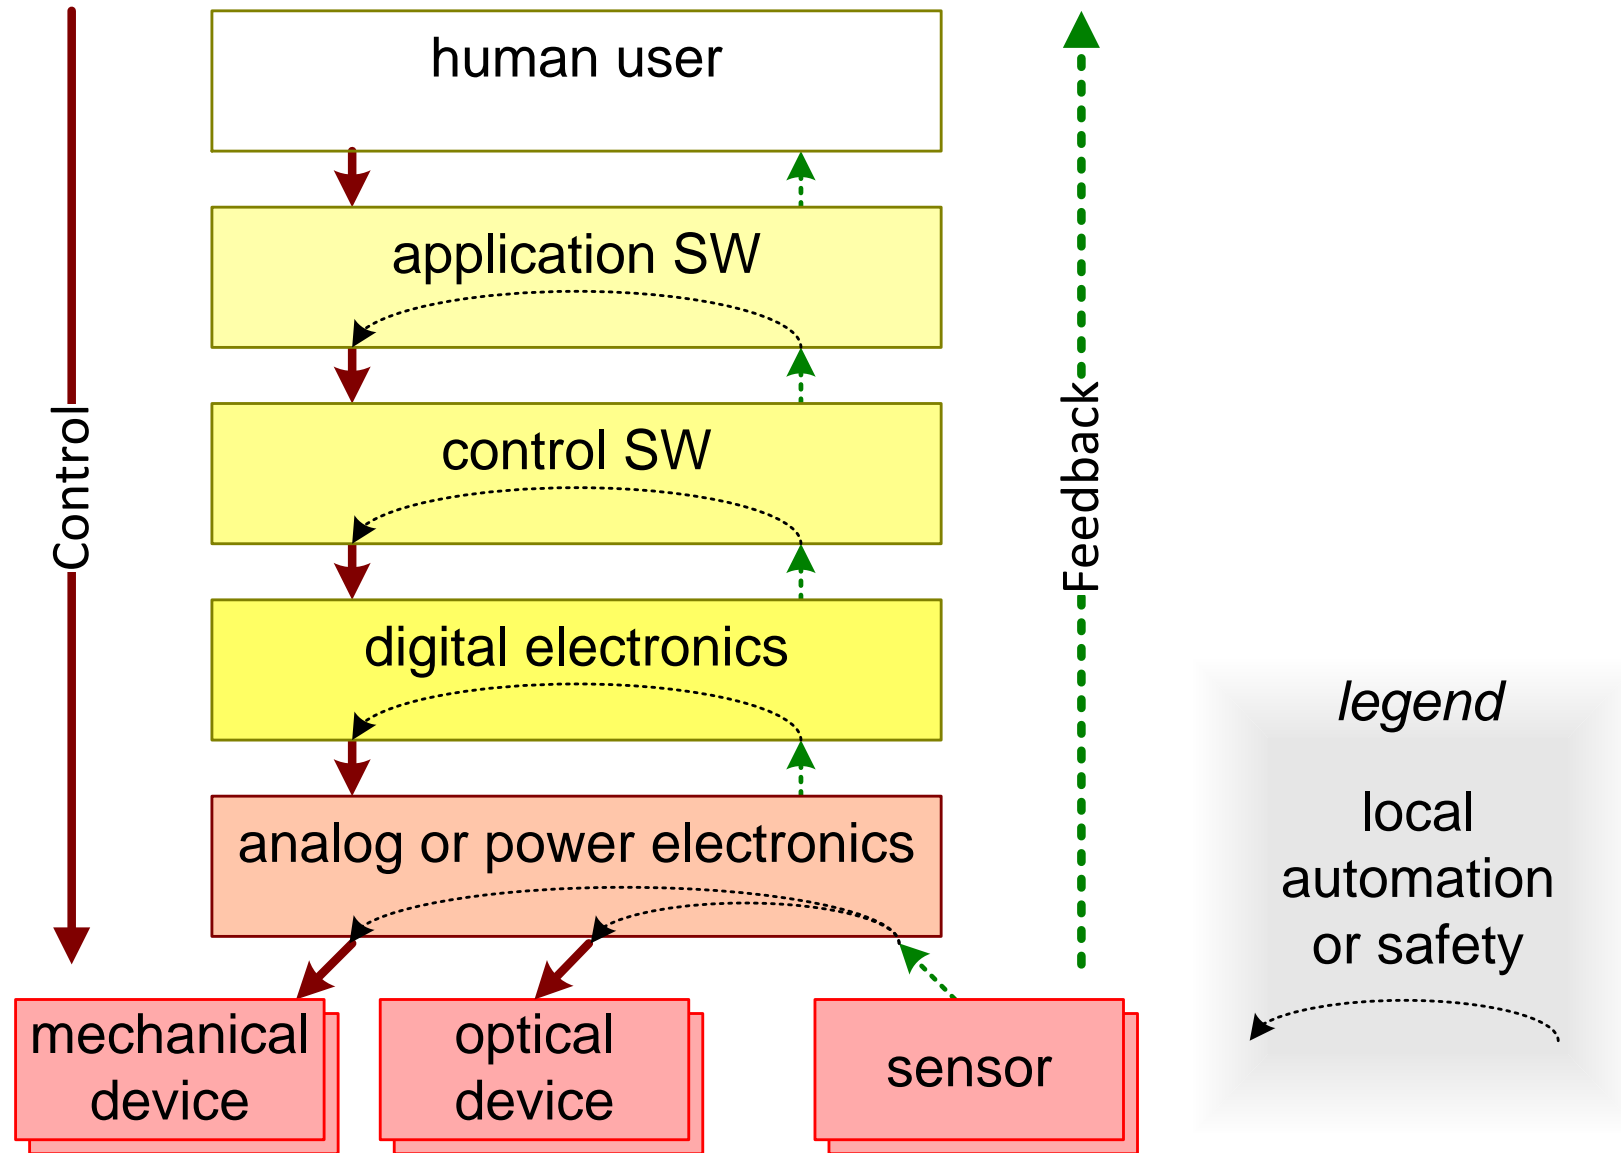 human user
application SW
control SW
digital electronics
analog or power electronics
mechanical
device
optical
device
sensor
Control
Feedback
legend
local
automation
or safety